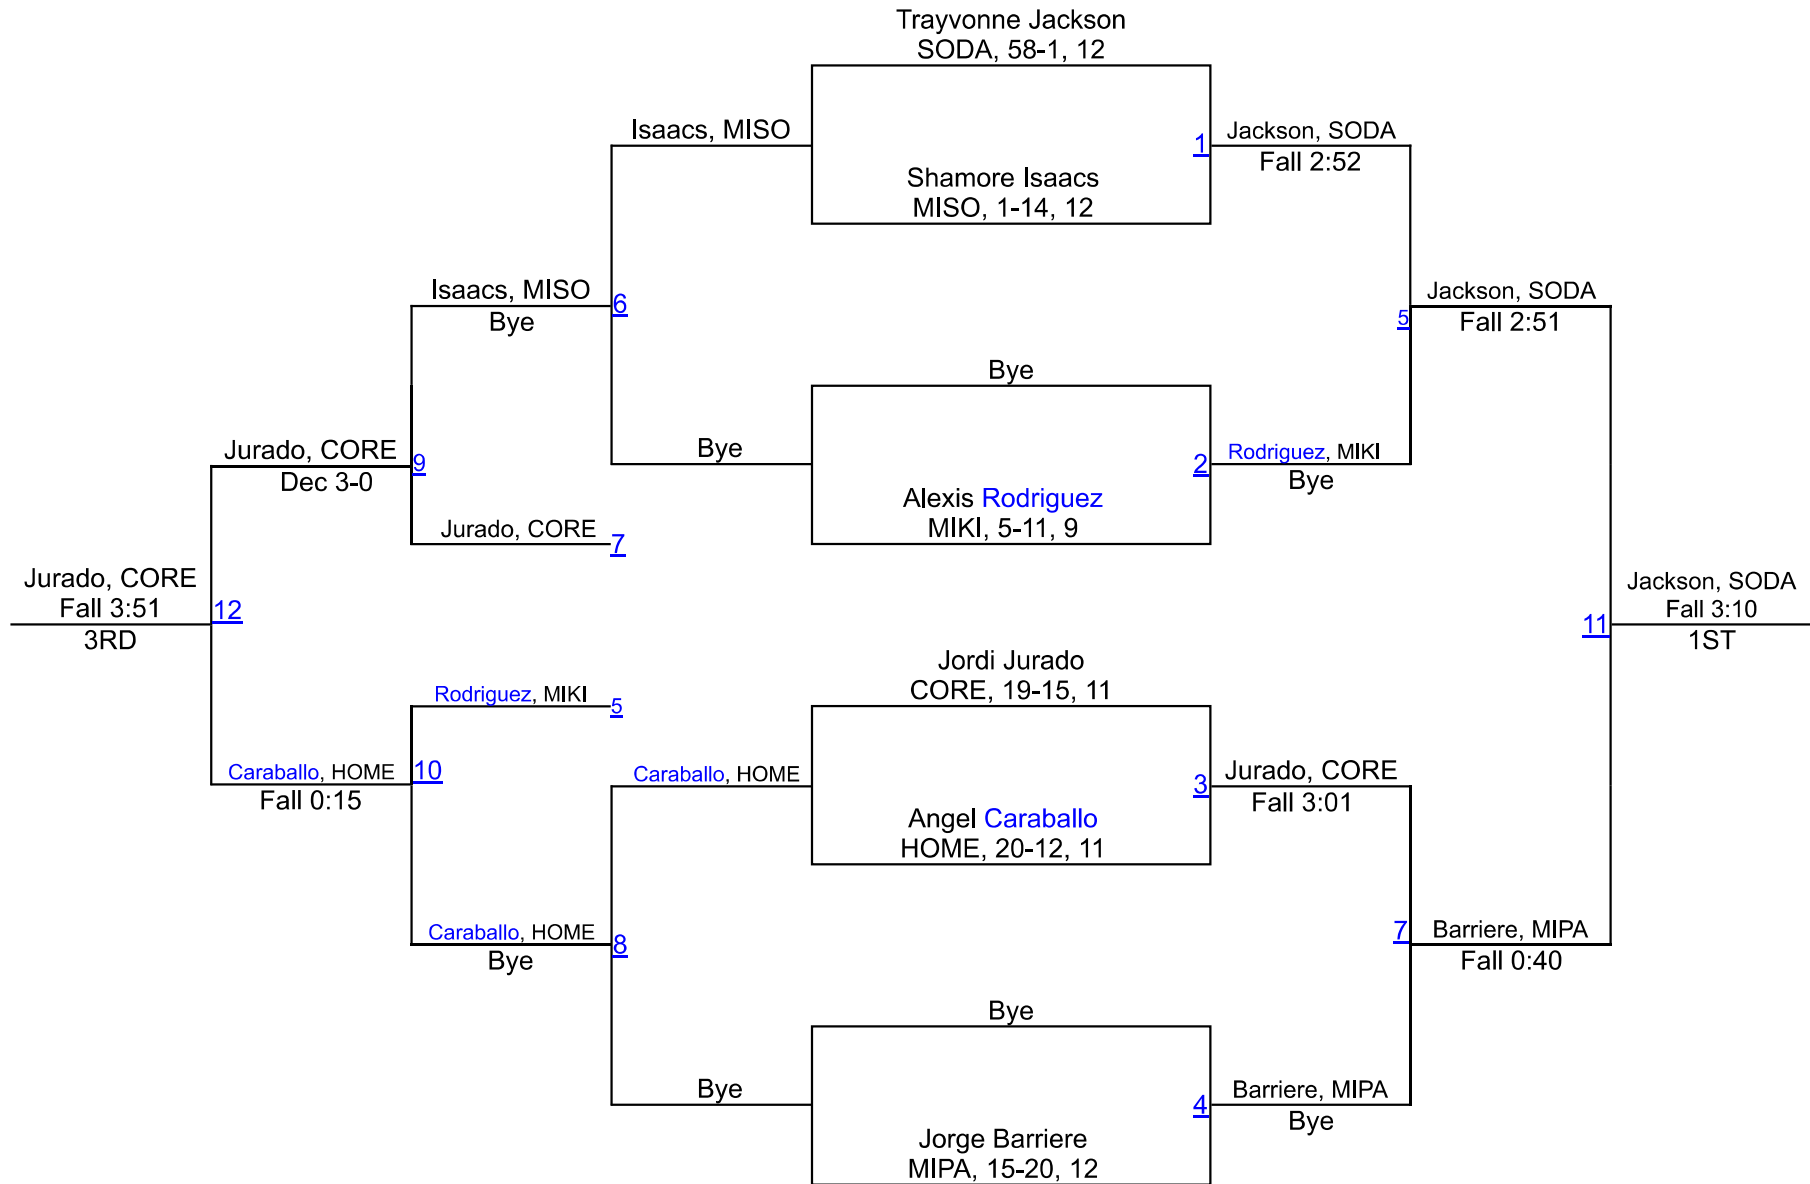 Trayvonne Jackson
SODA, 58-1, 12
Isaacs, MISO
1
Jackson, SODA
Fall 2:52
Shamore Isaacs
MISO, 1-14, 12
Isaacs, MISO
Bye
6
5
Jackson, SODA
Fall 2:51
Bye
Jurado, CORE
Dec 3-0
9
Bye
2
Rodriguez, MIKI
Bye
Alexis Rodriguez
MIKI, 5-11, 9
Jurado, CORE
7
Jurado, CORE
Fall 3:51
3RD
12
11
Jackson, SODA
Fall 3:10
1ST
Jordi Jurado
CORE, 19-15, 11
Rodriguez, MIKI
5
Caraballo, HOME
Fall 0:15
10
Caraballo, HOME
3
Jurado, CORE
Fall 3:01
Angel Caraballo
HOME, 20-12, 11
Caraballo, HOME
Bye
8
7
Barriere, MIPA
Fall 0:40
Bye
Bye
4
Barriere, MIPA
Bye
Jorge Barriere
MIPA, 15-20, 12